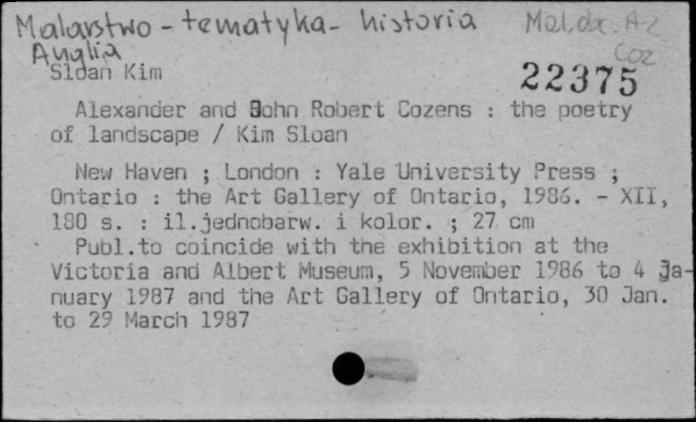 Malarstwo - tematyka - historia
Mal.ob. A-Z
Anglia
Coz
Sloan Kim
22375
Alexander and John Robert Cozens : the poetry
of landscape / Kim Sloan
New Haven ; London : Yale University Press ;
Ontario : the Art Gallery of Ontario, 1986. - XII,
180 s. : il.jednobarw. i kolor. ; 27 cm
Publ.to coincide with the exhibition at the
Victoria and Albert Museum, 5 November 1986 to 4 Ja-
nuary 1987 and the Art Gallery of Ontario, 30 Jan.
to 29 March 1987